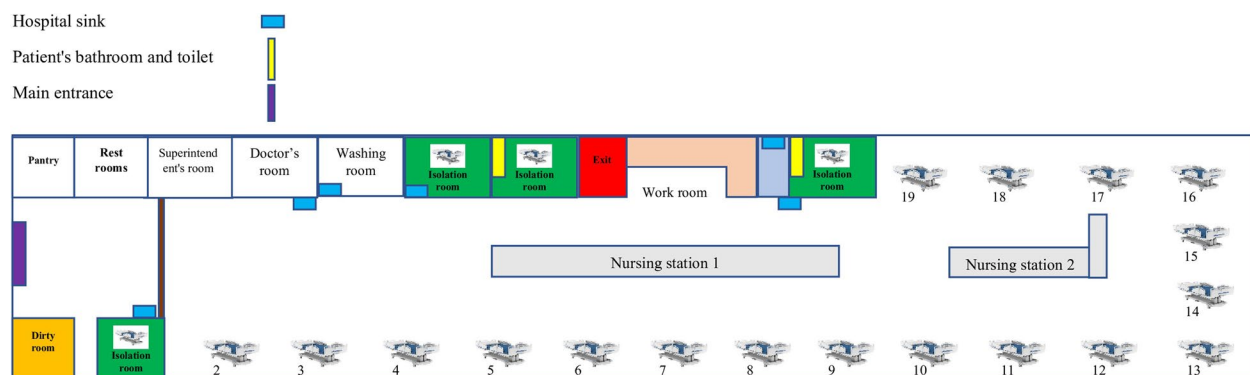 Hospital sink
Patient's bathroom and toilet
Main entrance
Pantry
Rest
rooms
Superintend
ent's room
Doctor's
room
Washing
room
Isolation
room
Isolation
room
Exit
Work room
Isolation
room
19
18
17
16
Nursing station 1
Nursing station 2
15
14
Dirty
room
Isolation
room
2
3
4
5
6
7
8
9
10
11
12
13